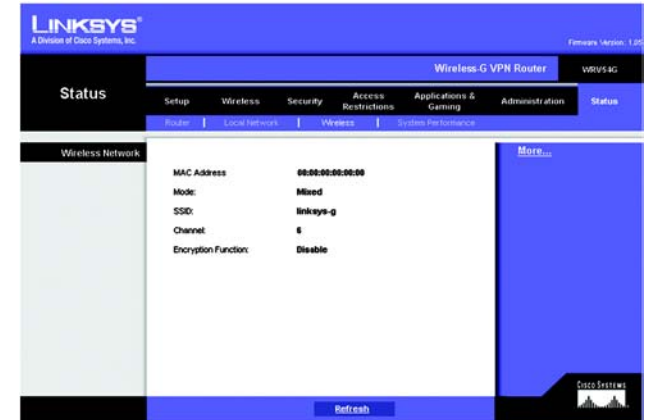 LINKSYS®
A Division of Cisco Systems, Inc.
Firmware Version: 1.05
Wireless-G VPN Router
WRV54G
Status
Setup
Wireless
Security
Access Restrictions
Applications & Gaming
Administration
Status
Router | Local Network | Wireless | System Performance
Wireless Network
More...
MAC Address 00:00:00:00:00:00
Mode: Mixed
SSID: linksys-g
Channel: 6
Encryption Function: Disable
Refresh
CISCO SYSTEMS